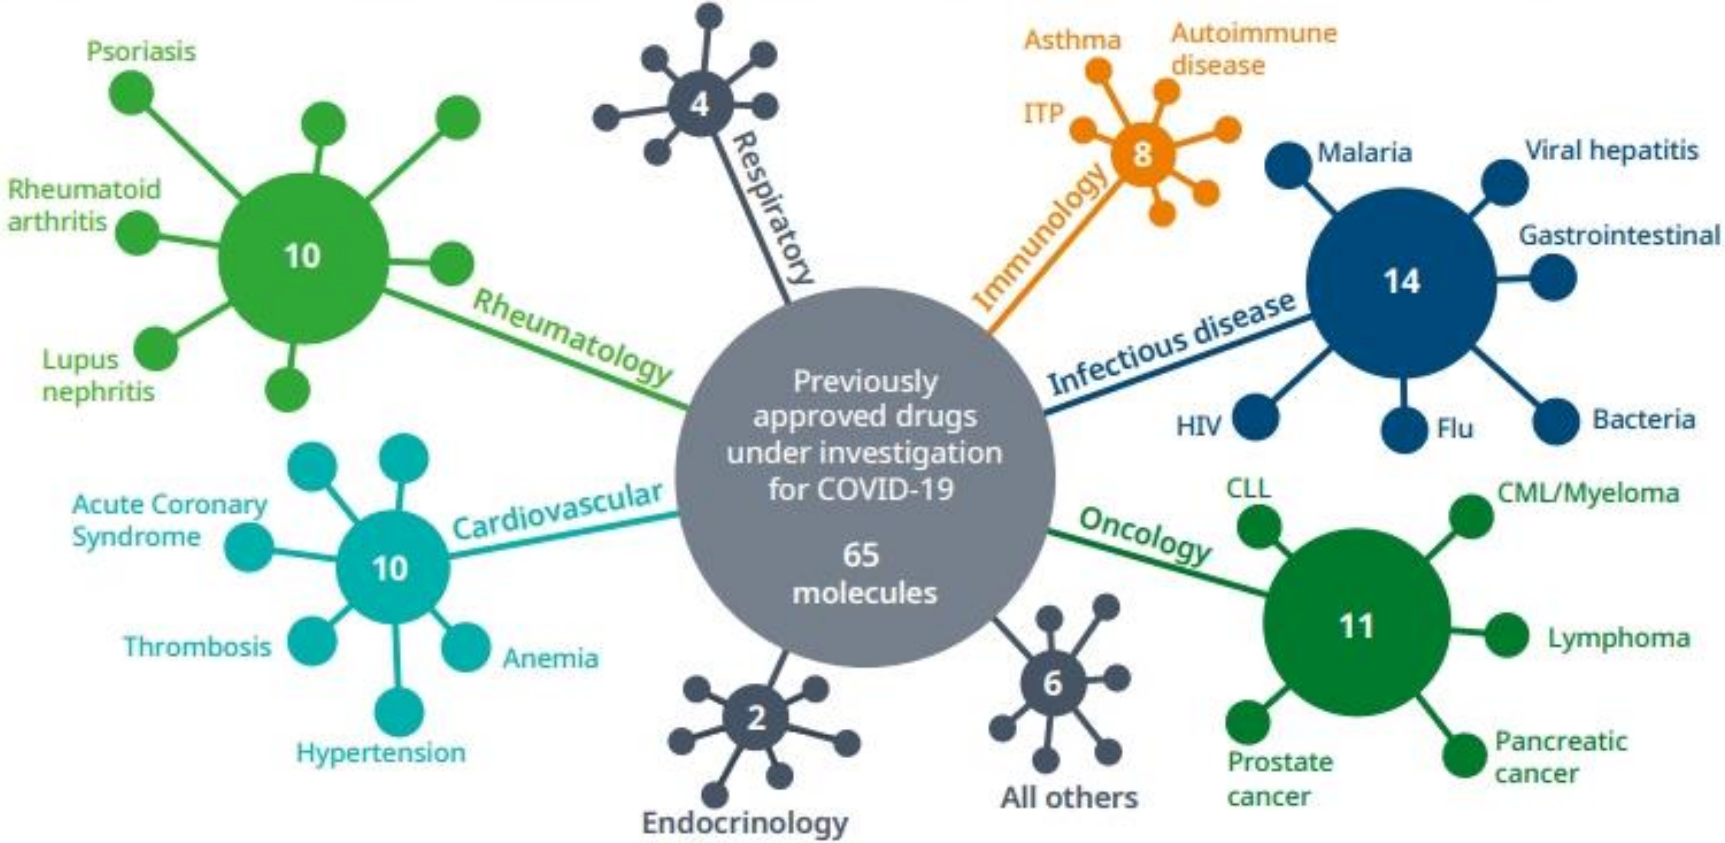 Previously
approved drugs
under investigation
for COVID-19
65
molecules
Psoriasis
Rheumatoid
arthritis
Lupus
nephritis
10
Rheumatology
4
Respiratory
Asthma
Autoimmune
disease
ITP
8
Immunology
Malaria
Viral hepatitis
Gastrointestinal
14
Infectious disease
HIV
Flu
Bacteria
Acute Coronary
Syndrome
10
Cardiovascular
Thrombosis
Anemia
Hypertension
2
Endocrinology
6
All others
CLL
CML/Myeloma
Oncology
11
Lymphoma
Prostate
cancer
Pancreatic
cancer